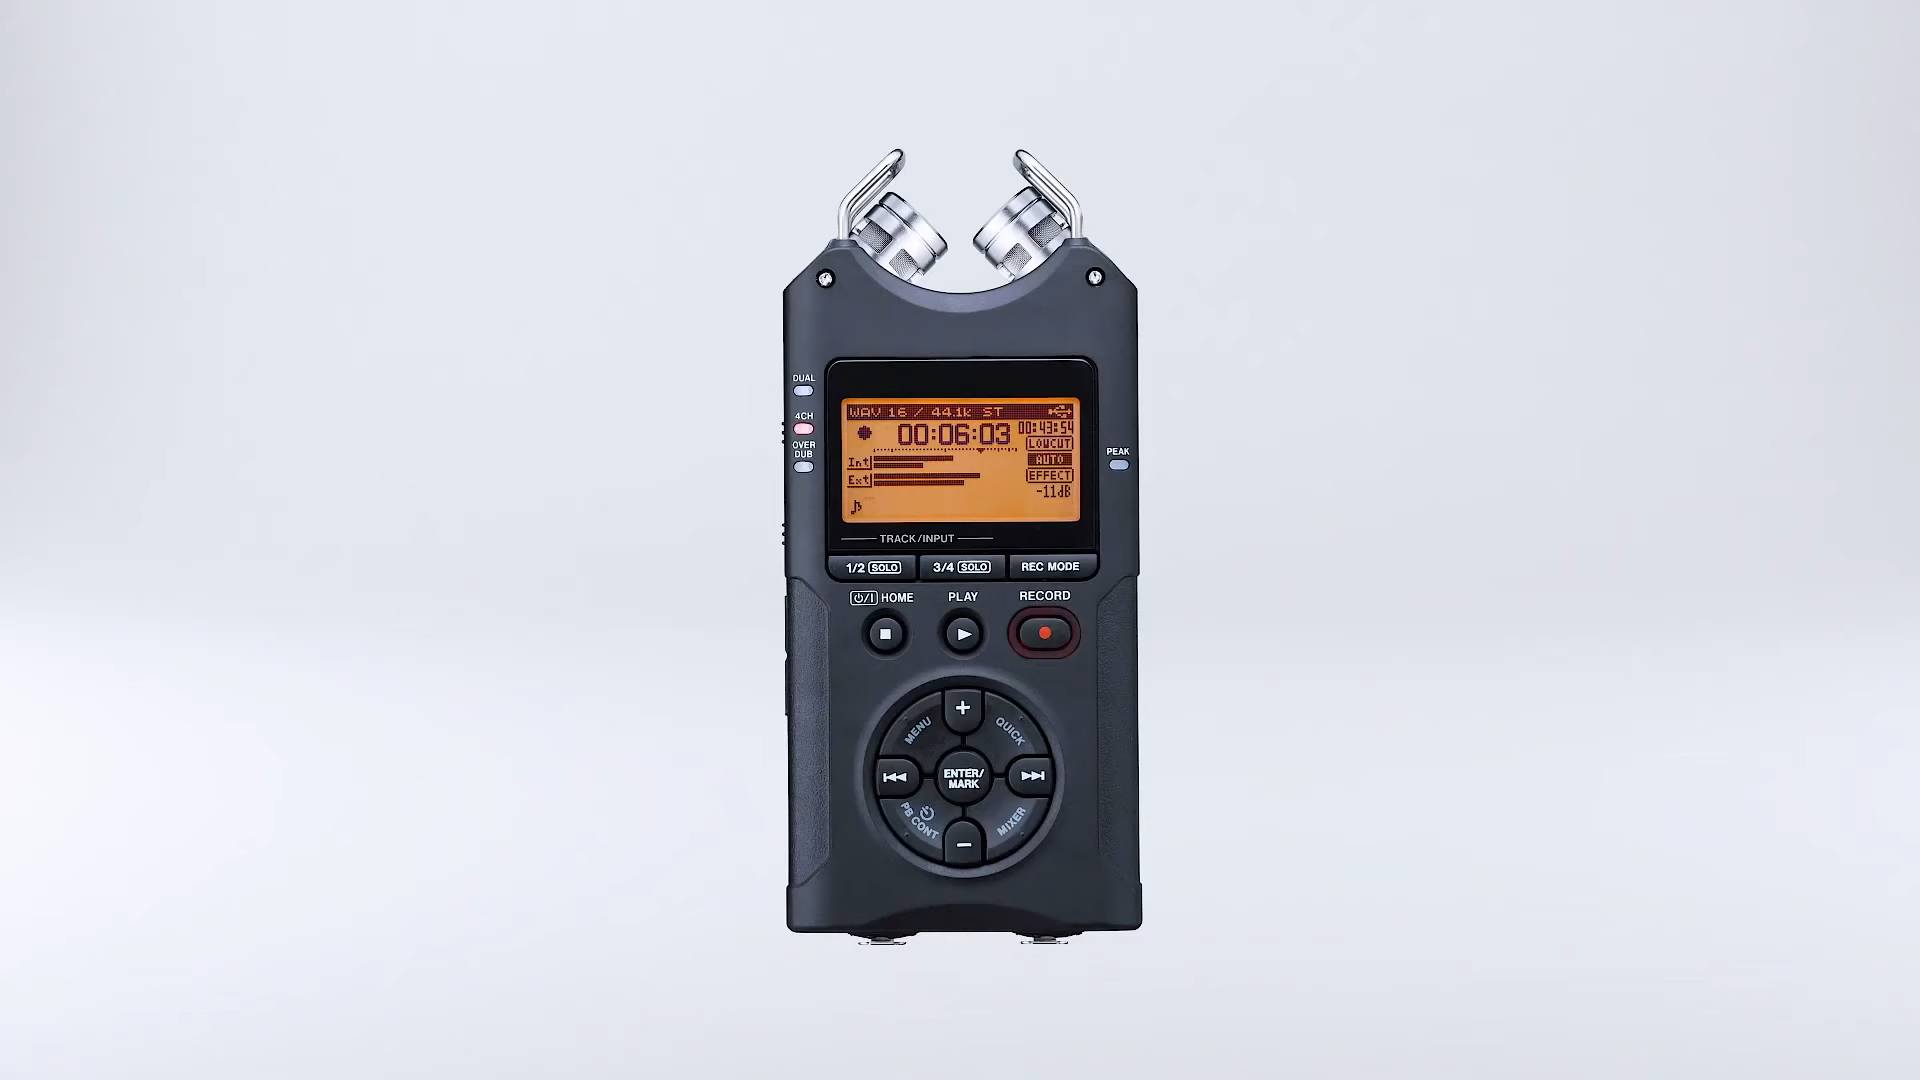 DUAL
4CH
OVER
DUB
PEAK
WAV 16 / 44.1k ST
00:06:03
00:43:54
LOWCUT
AUTO
EFFECT
-11dB
Int
Ext
TRACK/INPUT
1/2 SOLO
3/4 SOLO
REC MODE
HOME
PLAY
RECORD
MENU
QUICK
ENTER/
MARK
PB CONT
MIXER